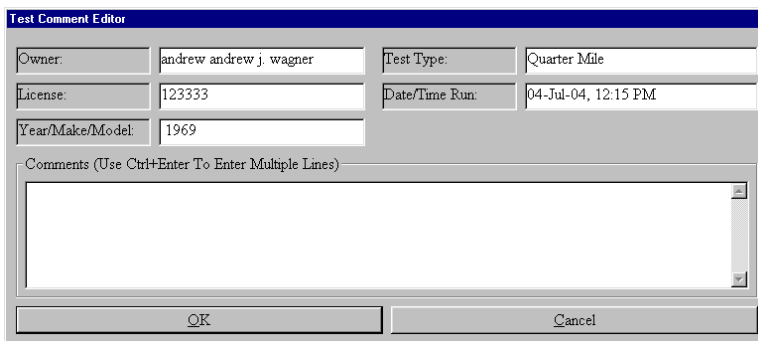 Test Comment Editor
Owner: andrew andrew j. wagner Test Type: Quarter Mile
License: 123333 Date/Time Run: 04-Jul-04, 12:15 PM
Year/Make/Model: 1969
Comments (Use Ctrl+Enter To Enter Multiple Lines)
OK Cancel